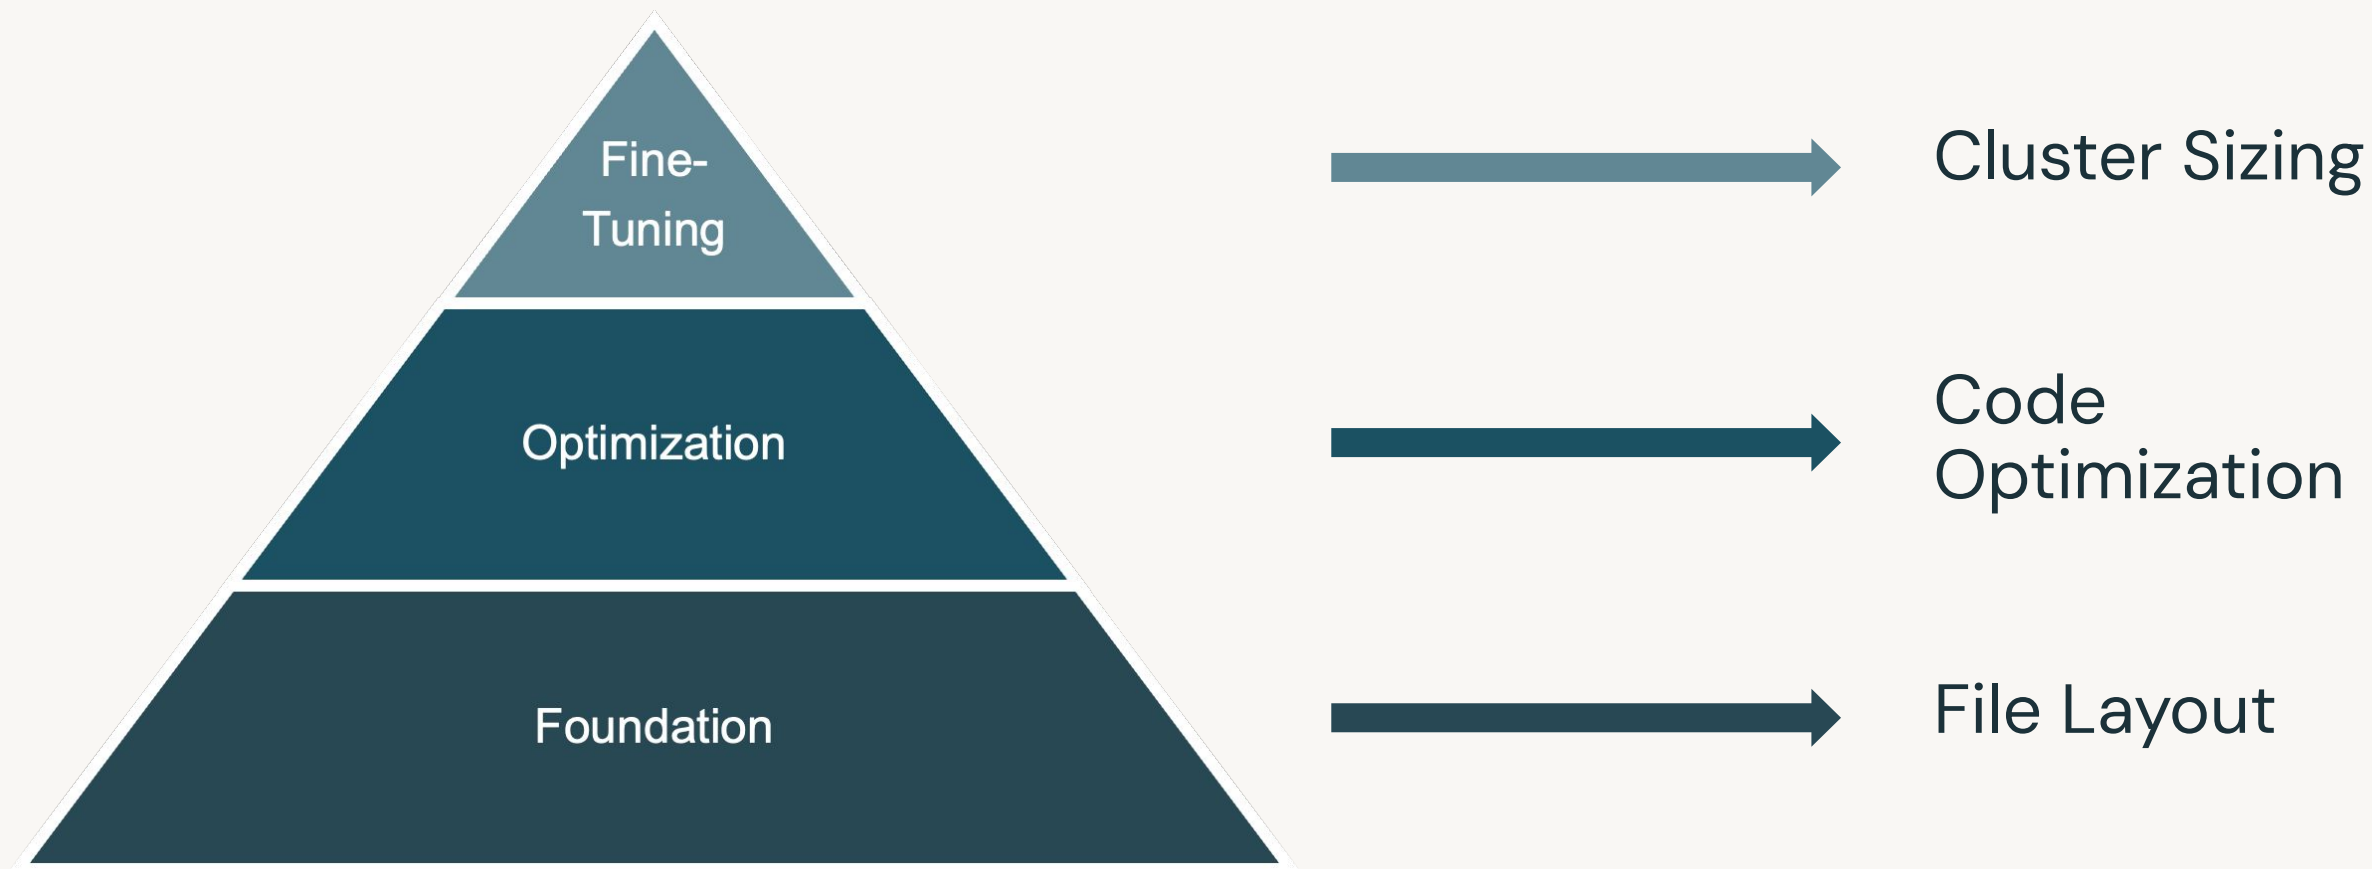 Fine-
Tuning
Cluster Sizing
Optimization
Code
Optimization
Foundation
File Layout